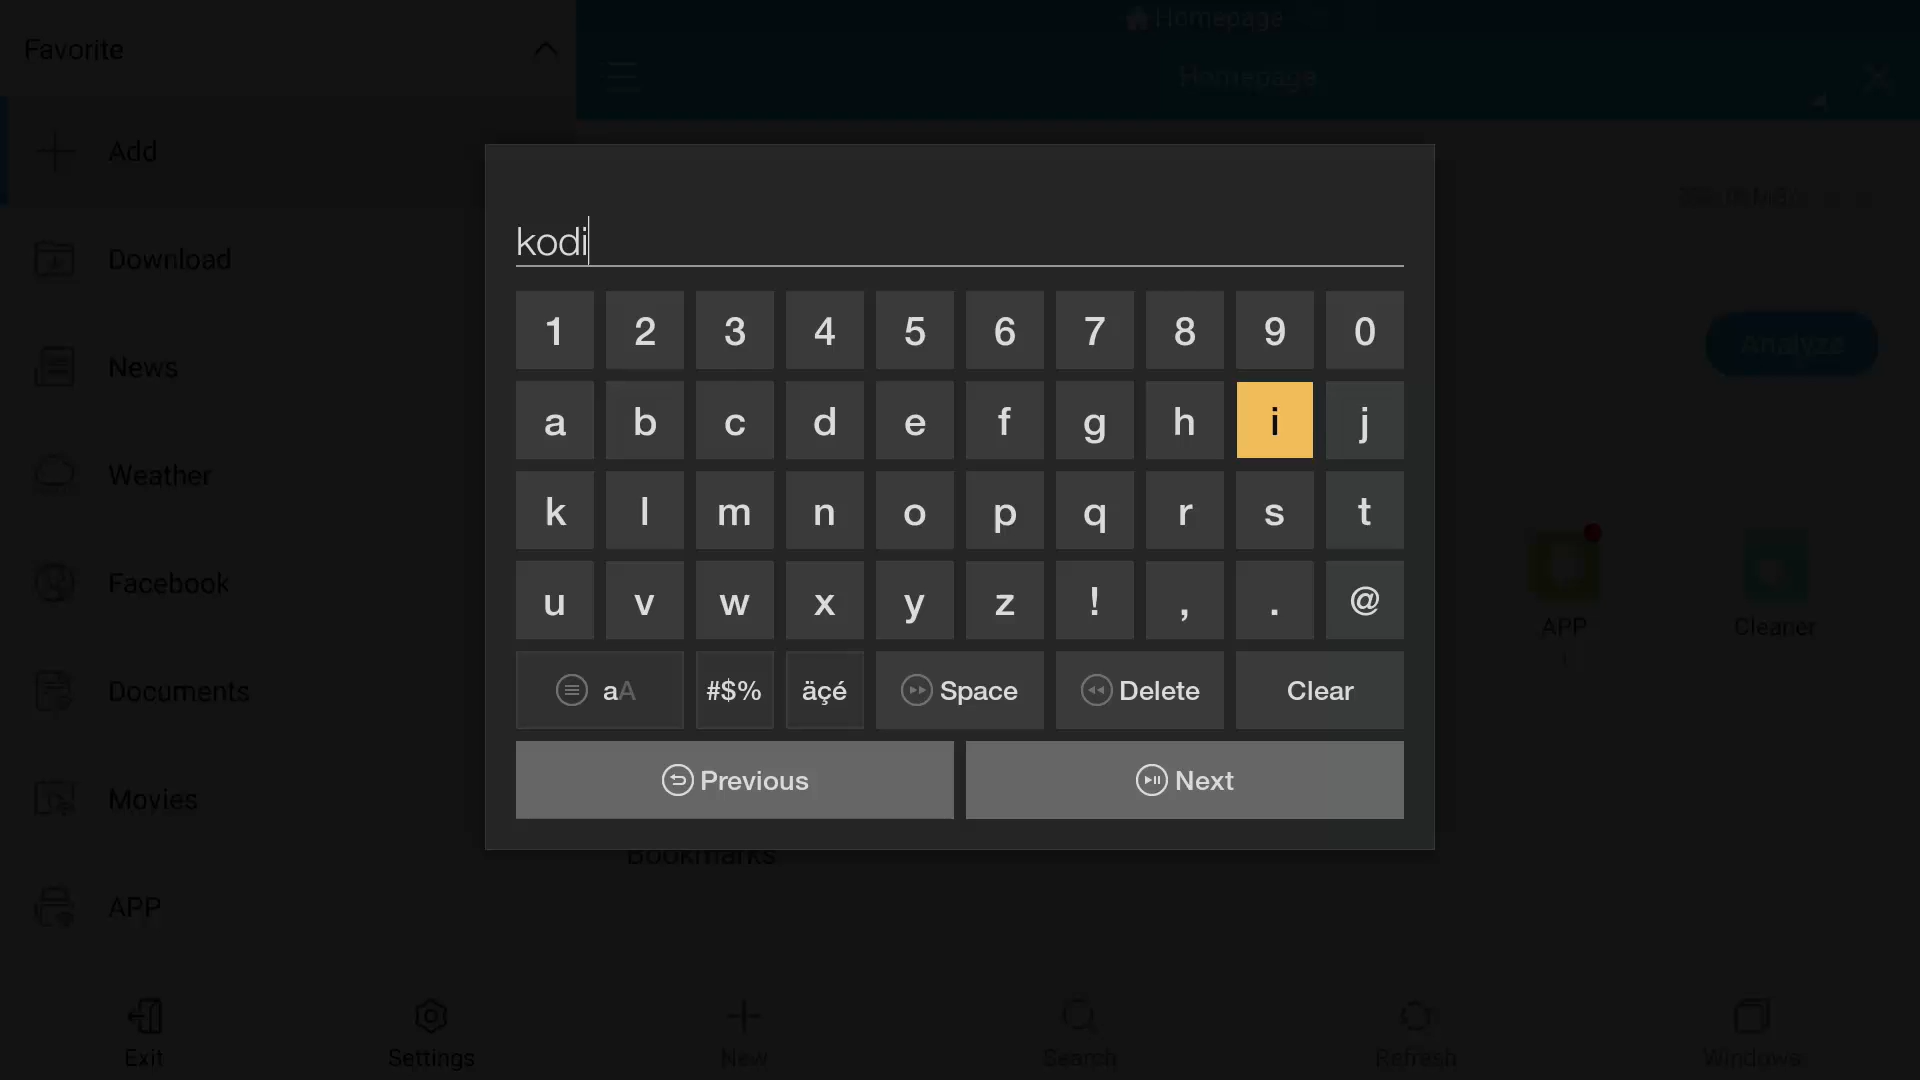 Favorite
Homepage
Homepage
Add
Download
News
Weather
Facebook
Documents
Movies
APP
kodi
1 2 3 4 5 6 7 8 9 0
a b c d e f g h i j
k l m n o p q r s t
u v w x y z ! , . @
aA #$% äçé Space Delete Clear
Previous Next
Analyze
APP Cleaner
Bookmarks
Exit Settings New Search Refresh Windows